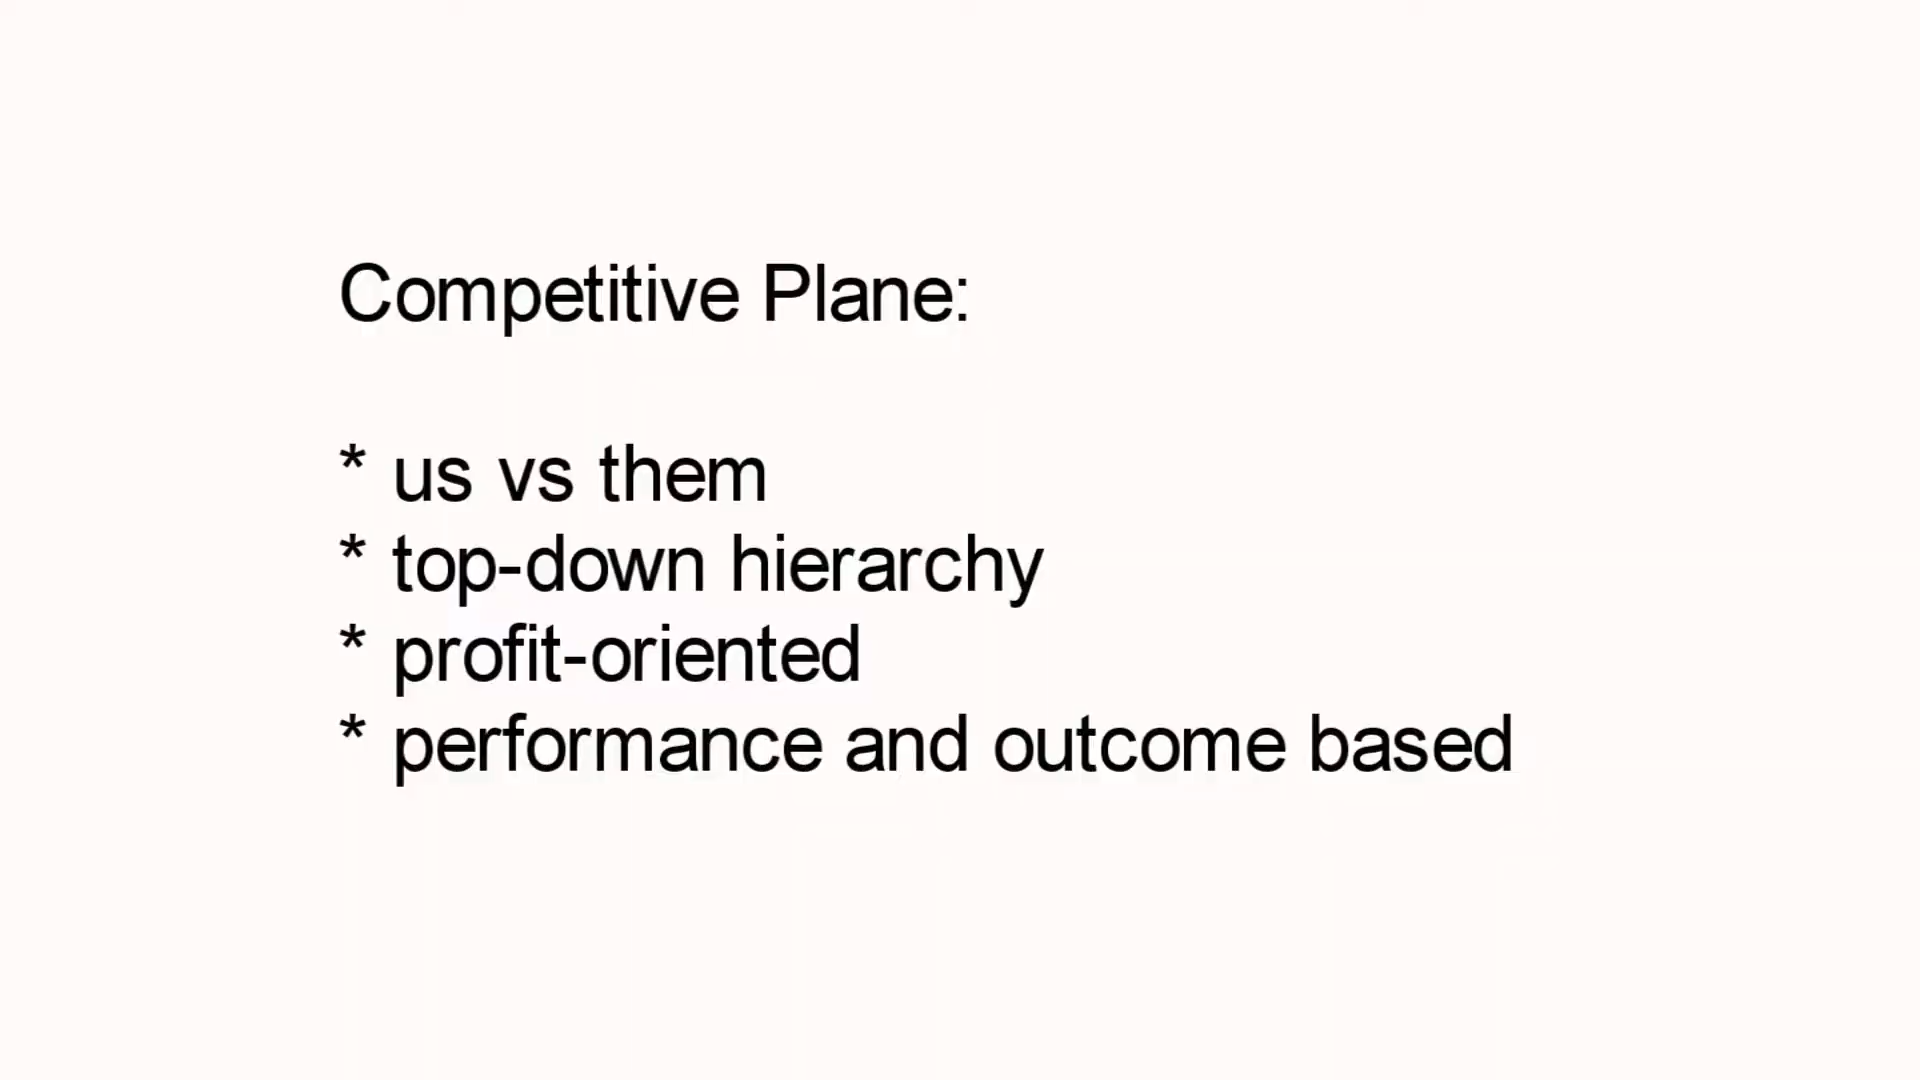 Competitive Plane:
* us vs them
* top-down hierarchy
* profit-oriented
* performance and outcome based